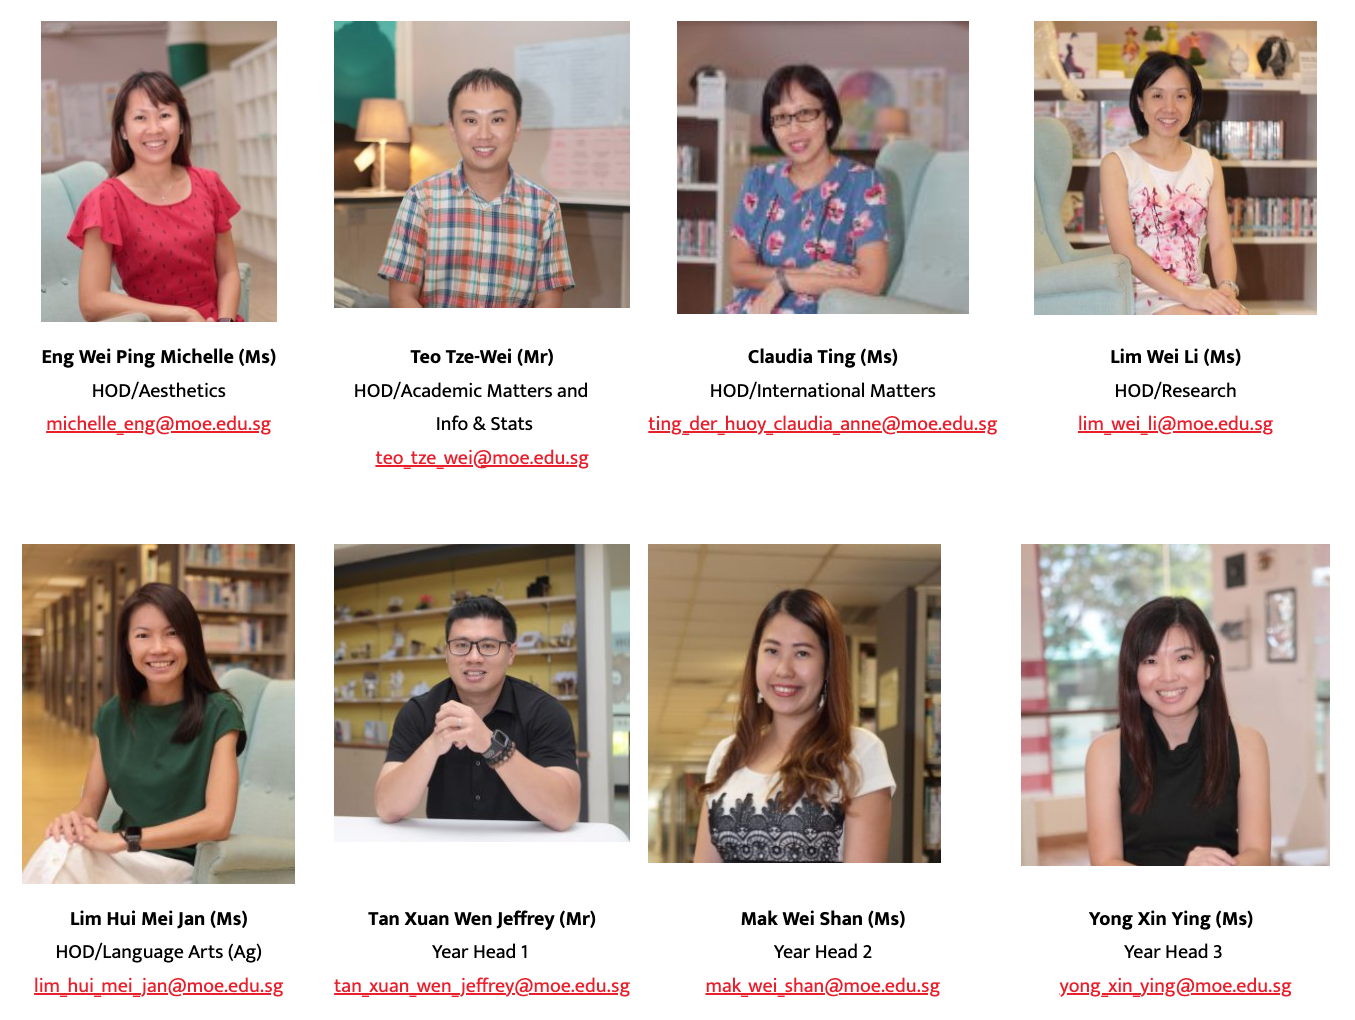 Eng Wei Ping Michelle (Ms)
HOD/Aesthetics
michelle_eng@moe.edu.sg
Teo Tze-Wei (Mr)
HOD/Academic Matters and
Info & Stats
teo_tze_wei@moe.edu.sg
Claudia Ting (Ms)
HOD/International Matters
ting_der_huoy_claudia_anne@moe.edu.sg
Lim Wei Li (Ms)
HOD/Research
lim_wei_li@moe.edu.sg
Lim Hui Mei Jan (Ms)
HOD/Language Arts (Ag)
lim_hui_mei_jan@moe.edu.sg
Tan Xuan Wen Jeffrey (Mr)
Year Head 1
tan_xuan_wen_jeffrey@moe.edu.sg
Mak Wei Shan (Ms)
Year Head 2
mak_wei_shan@moe.edu.sg
Yong Xin Ying (Ms)
Year Head 3
yong_xin_ying@moe.edu.sg